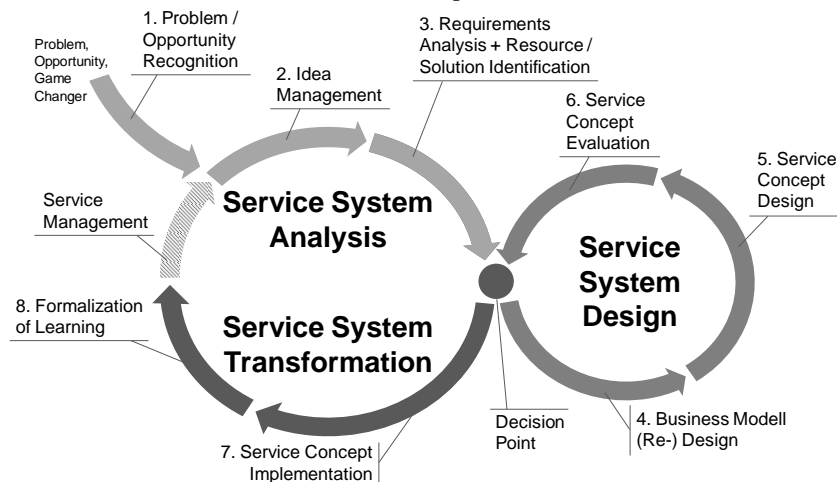 1. Problem /
Opportunity
Recognition
Problem,
Opportunity,
Game
Changer
2. Idea
Management
3. Requirements
Analysis + Resource /
Solution Identification
6. Service
Concept
Evaluation
5. Service
Concept
Design
Service
Management
Service System
Analysis
Service
System
Design
8. Formalization
of Learning
Service System
Transformation
7. Service Concept
Implementation
Decision
Point
4. Business Modell
(Re-) Design